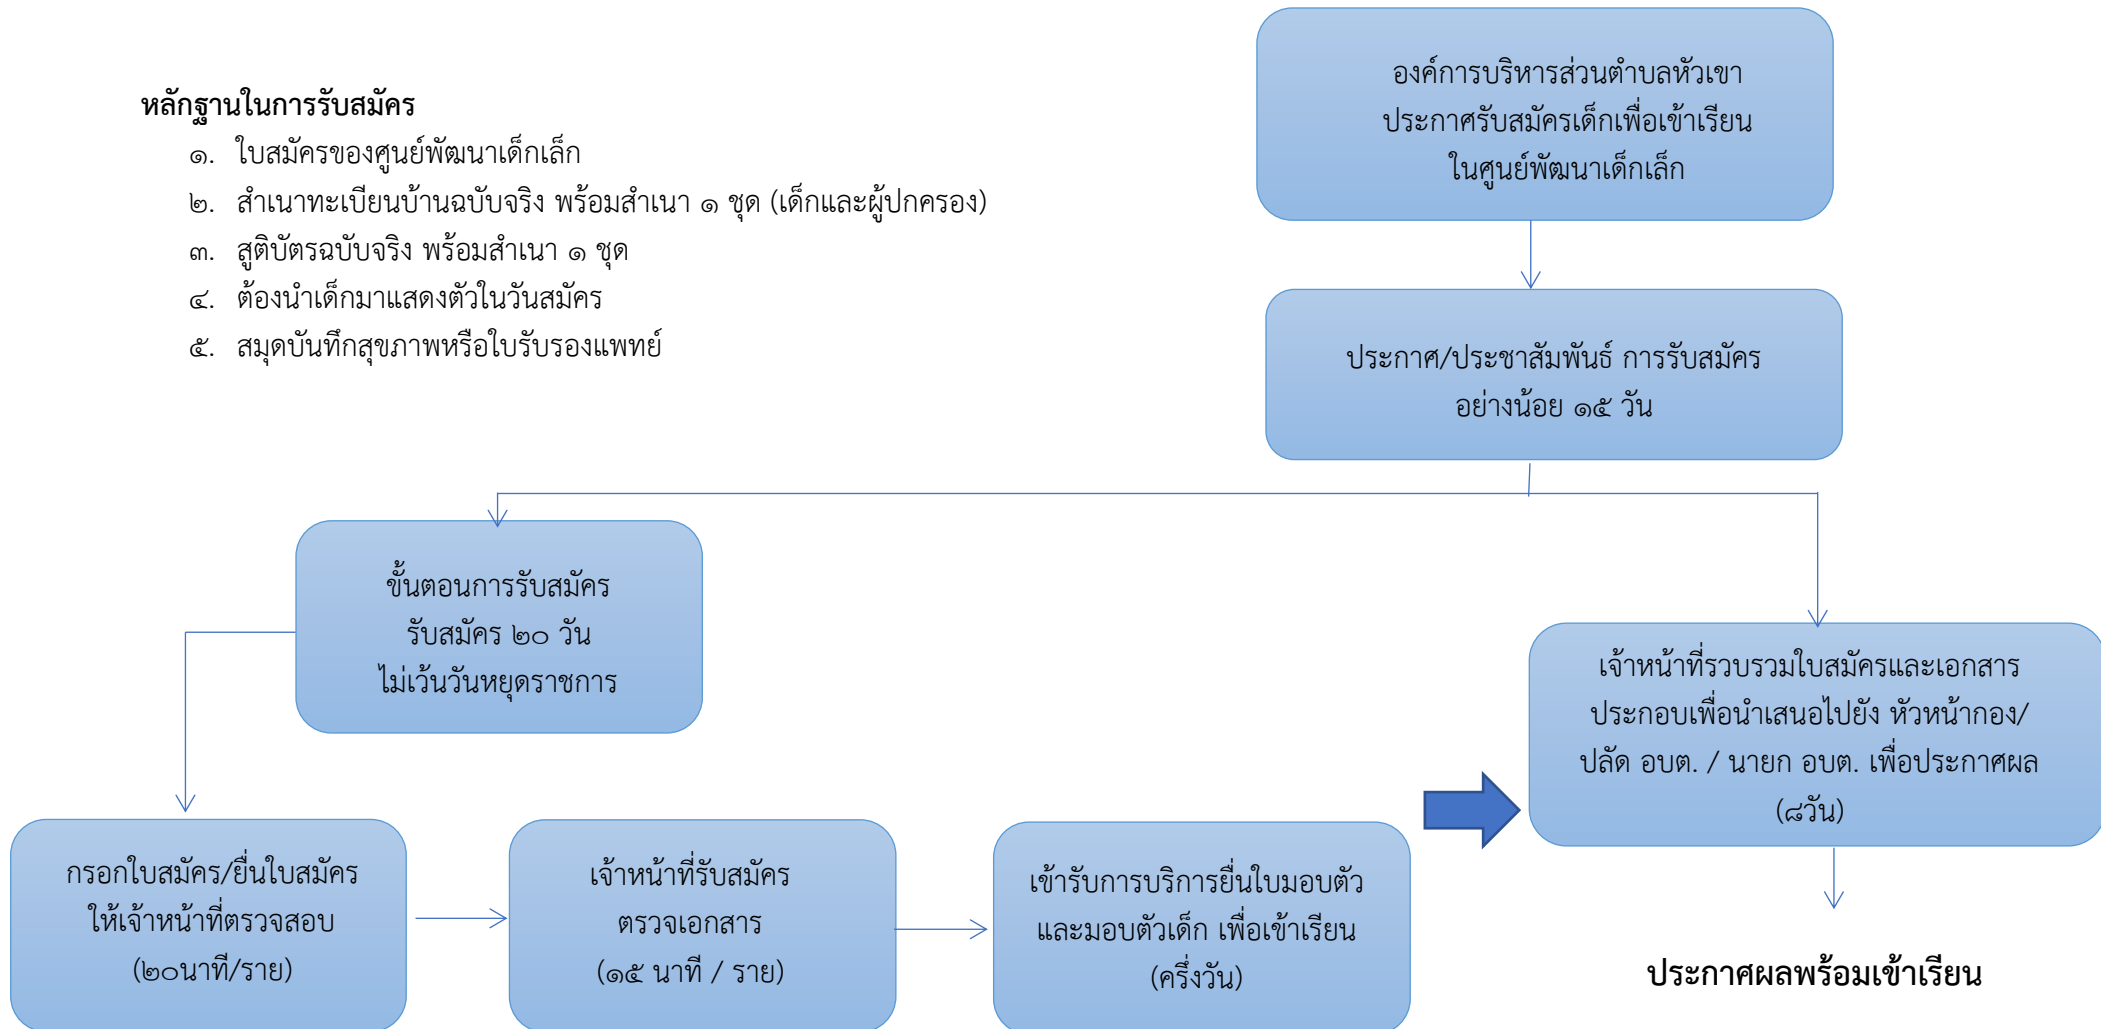 หลักฐานในการรับสมัคร
๑. ใบสมัครของศูนย์พัฒนาเด็กเล็ก
๒. สำเนาทะเบียนบ้านฉบับจริง พร้อมสำเนา ๑ ชุด (เด็กและผู้ปกครอง)
๓. สูติบัตรฉบับจริง พร้อมสำเนา ๑ ชุด
๔. ต้องนำเด็กมาแสดงตัวในวันสมัคร
๕. สมุดบันทึกสุขภาพหรือใบรับรองแพทย์
องค์การบริหารส่วนตำบลหัวเขา
ประกาศรับสมัครเด็กเพื่อเข้าเรียน
ในศูนย์พัฒนาเด็กเล็ก
ประกาศ/ประชาสัมพันธ์ การรับสมัคร
อย่างน้อย ๑๕ วัน
ขั้นตอนการรับสมัคร
รับสมัคร ๒๐ วัน
ไม่เว้นวันหยุดราชการ
กรอกใบสมัคร/ยื่นใบสมัคร
ให้เจ้าหน้าที่ตรวจสอบ
(๒๐นาที/ราย)
เจ้าหน้าที่รับสมัคร
ตรวจเอกสาร
(๑๕ นาที / ราย)
เข้ารับการบริการยื่นใบมอบตัว
และมอบตัวเด็ก เพื่อเข้าเรียน
(ครึ่งวัน)
เจ้าหน้าที่รวบรวมใบสมัครและเอกสาร
ประกอบเพื่อนำเสนอไปยัง หัวหน้ากอง/
ปลัด อบต. / นายก อบต. เพื่อประกาศผล
(๘วัน)
ประกาศผลพร้อมเข้าเรียน